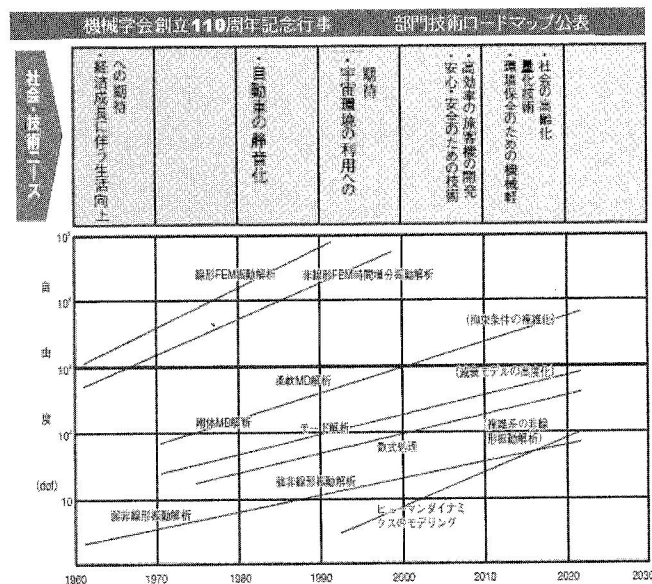 機械学会創立110周年記念行事 部門技術ロードマップ公表
社会・技術ニーズ
・経済成長に伴う生活向上
への期待
・自動車の静音化
・宇宙環境の利用への
期待
・高効率の旅客機の開発
・安心・安全のための技術
・社会の高齢化
・環境保全のための機械軽
量化技術
自
由
度
(dof)
10
線形FEM振動解析
非線形FEM時間増分振動解析
(拘束条件の複雑化)
柔軟MD解析
(減衰モデルの高度化)
剛体MB解析
モード解析
数式処理
(複雑系の非線
形振動解析)
強非線形振動解析
弱非線形振動解析
ヒューマンダイナミ
クスのモデリング
1960 1970 1980 1990 2000 2010 2020 2030